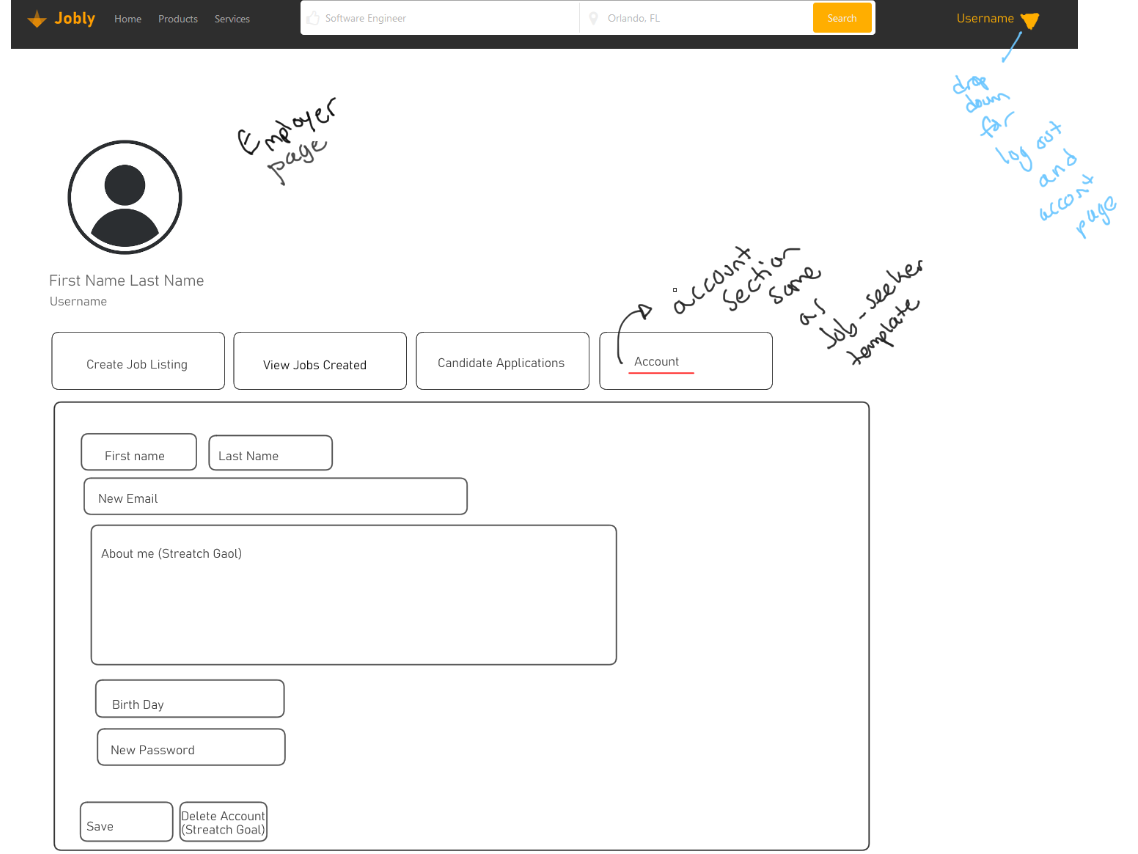 Jobly
Home
Products
Services
Software Engineer
Orlando, FL
Search
Username
drop
down
for
log out
and
accont
page
Employer
page
First Name Last Name
Username
account
section
same
as
Job-seeker
template
Create Job Listing
View Jobs Created
Candidate Applications
Account
First name
Last Name
New Email
About me (Streatch Gaol)
Birth Day
New Password
Save
Delete Account
(Streatch Goal)